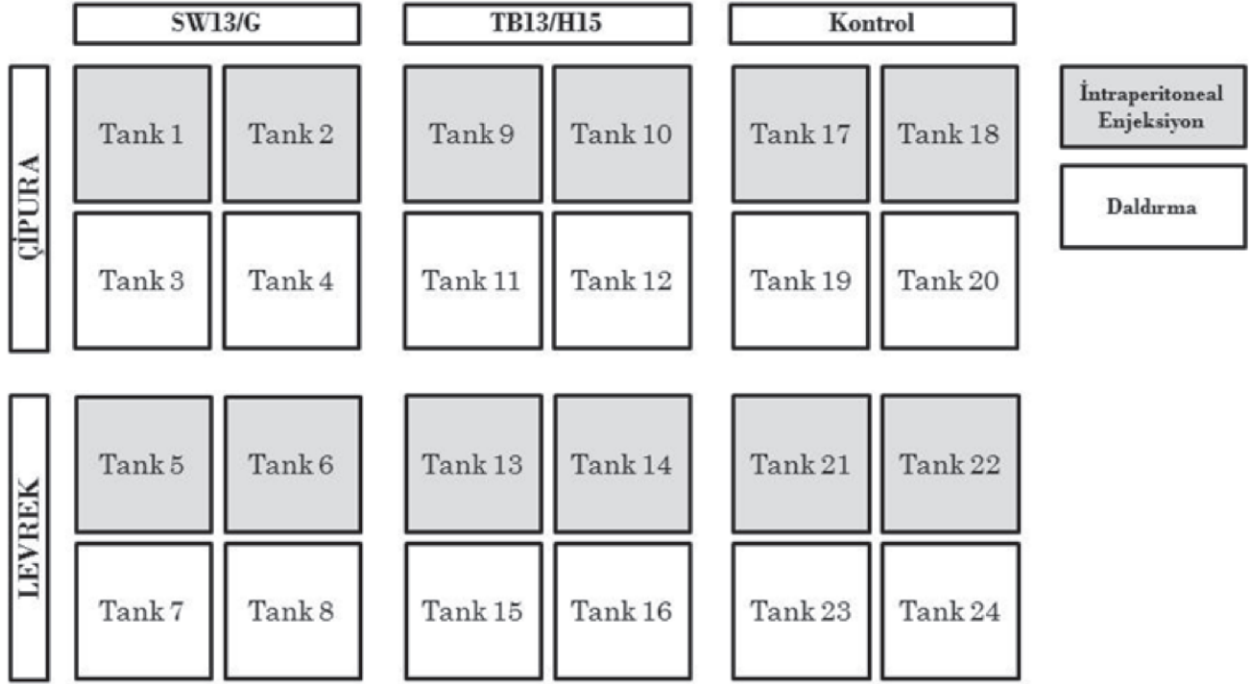 SW13/G
TB13/H15
Kontrol
ÇİPURA
Tank 1
Tank 2
Tank 9
Tank 10
Tank 17
Tank 18
İntraperitoneal
Enjeksiyon
Tank 3
Tank 4
Tank 11
Tank 12
Tank 19
Tank 20
Daldırma
LEVREK
Tank 5
Tank 6
Tank 13
Tank 14
Tank 21
Tank 22
Tank 7
Tank 8
Tank 15
Tank 16
Tank 23
Tank 24